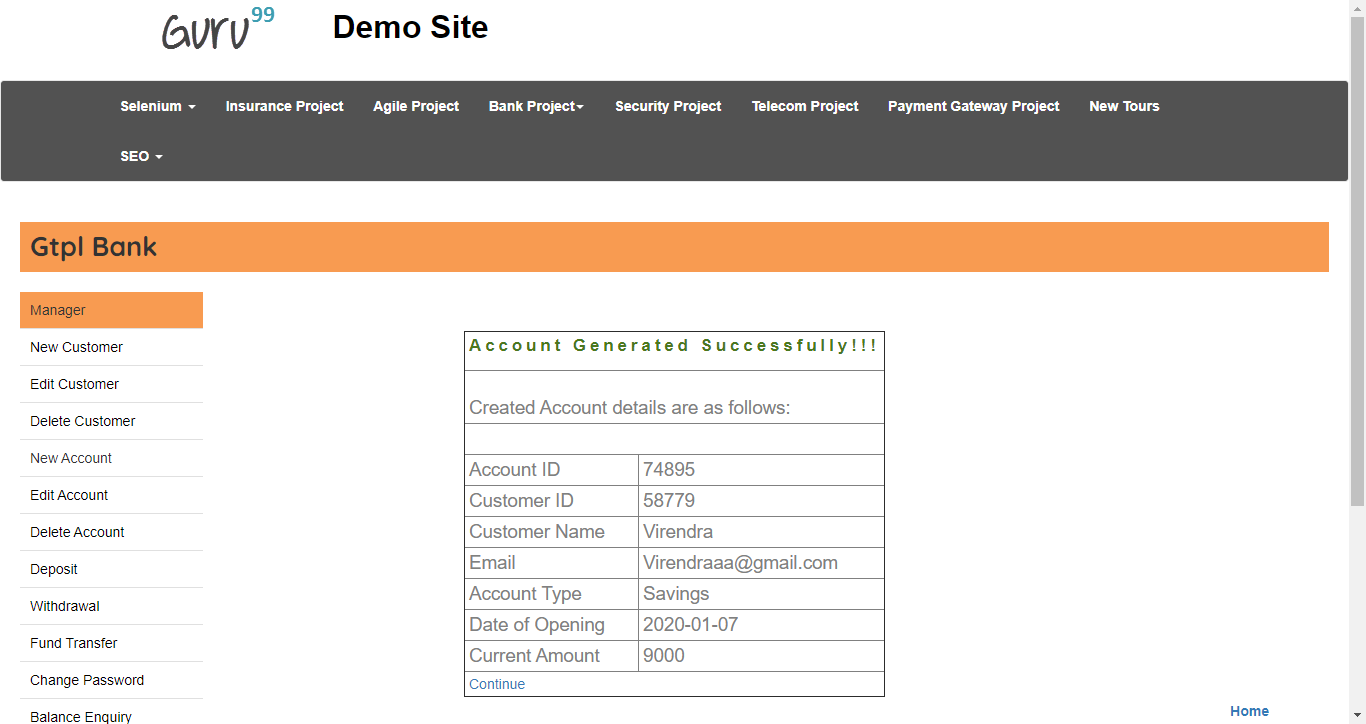 Guru99 Demo Site
Selenium Insurance Project Agile Project Bank Project Security Project Telecom Project Payment Gateway Project New Tours
SEO
Gtpl Bank
Manager
New Customer
Edit Customer
Delete Customer
New Account
Edit Account
Delete Account
Deposit
Withdrawal
Fund Transfer
Change Password
Balance Enquiry
Account Generated Successfully!!!
Created Account details are as follows:
Account ID 74895
Customer ID 58779
Customer Name Virendra
Email Virendraaa@gmail.com
Account Type Savings
Date of Opening 2020-01-07
Current Amount 9000
Continue
Home